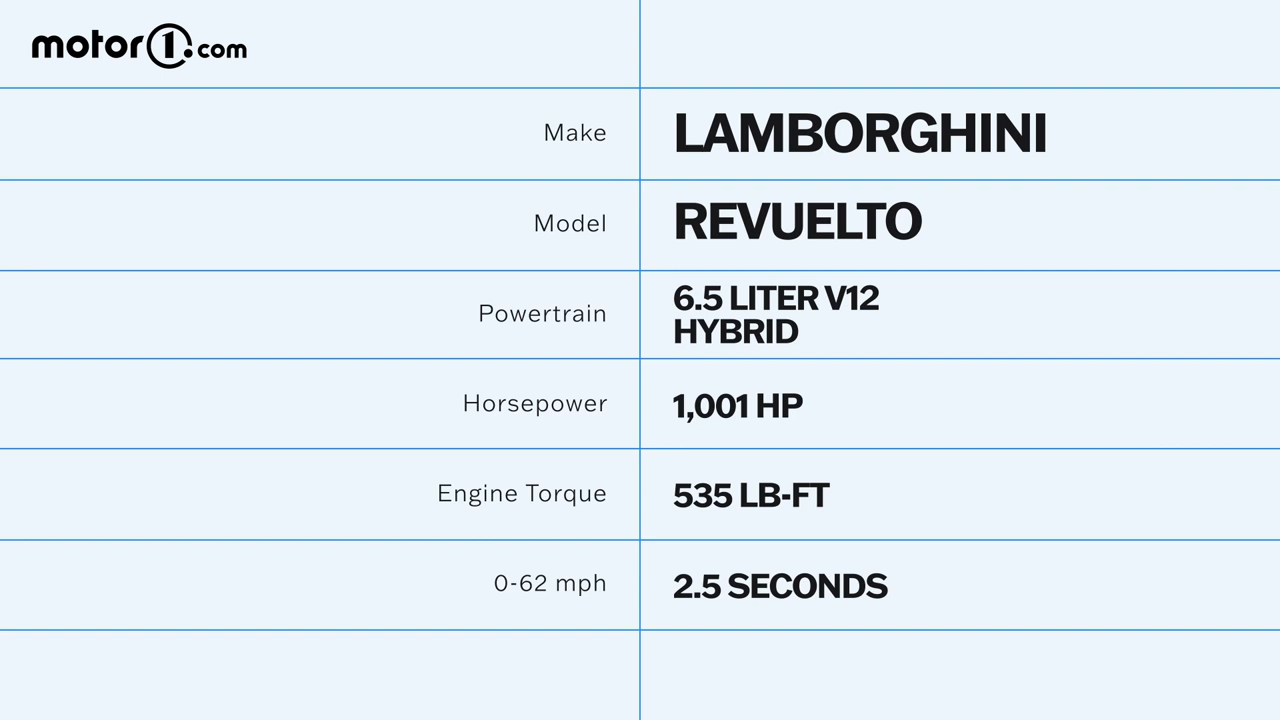 motor1.com
Make
LAMBORGHINI
Model
REVUELTO
Powertrain
6.5 LITER V12
HYBRID
Horsepower
1,001 HP
Engine Torque
535 LB-FT
0-62 mph
2.5 SECONDS